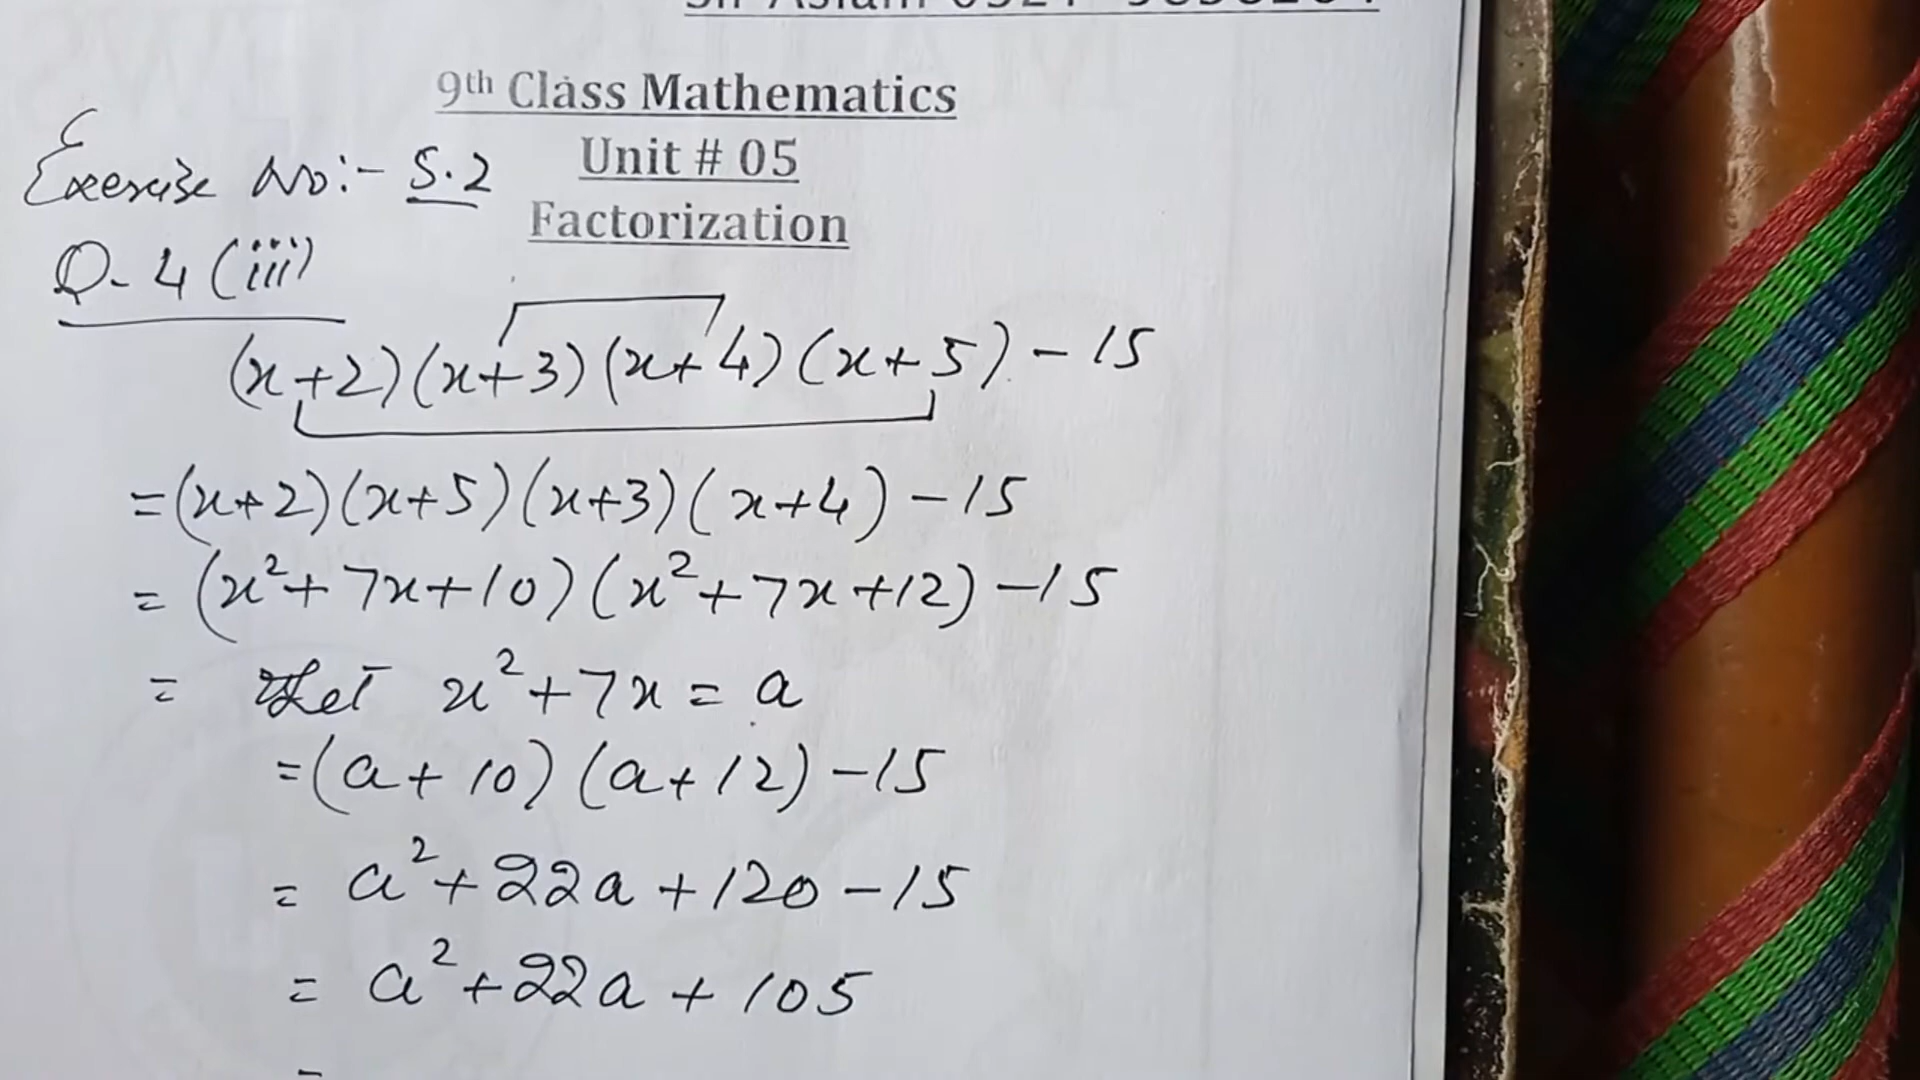 9th Class Mathematics
Exercise No:- 5.2
Unit # 05
Factorization
Q-4 (iii)
(x+2)(x+3)(x+4)(x+5)-15
=(x+2)(x+5)(x+3)(x+4)-15
= (x²+7x+10)(x²+7x+12)-15
= Let x²+7x = a
=(a+10)(a+12)-15
= a²+22a+120-15
= a²+22a+105